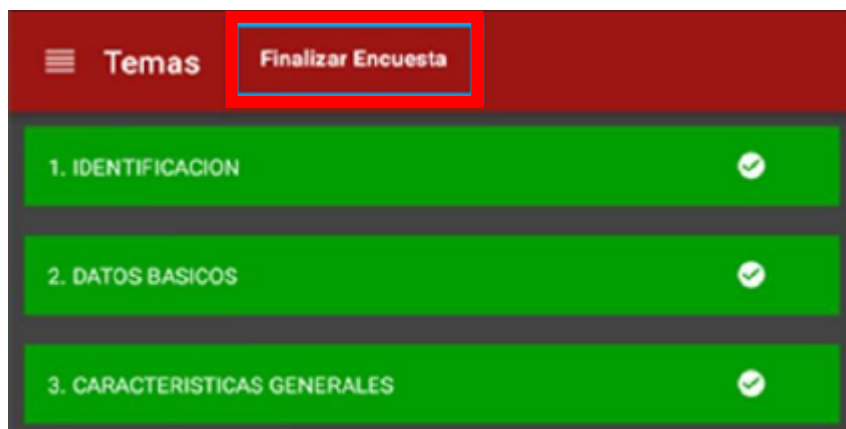 Temas
Finalizar Encuesta
1. IDENTIFICACION
2. DATOS BASICOS
3. CARACTERISTICAS GENERALES